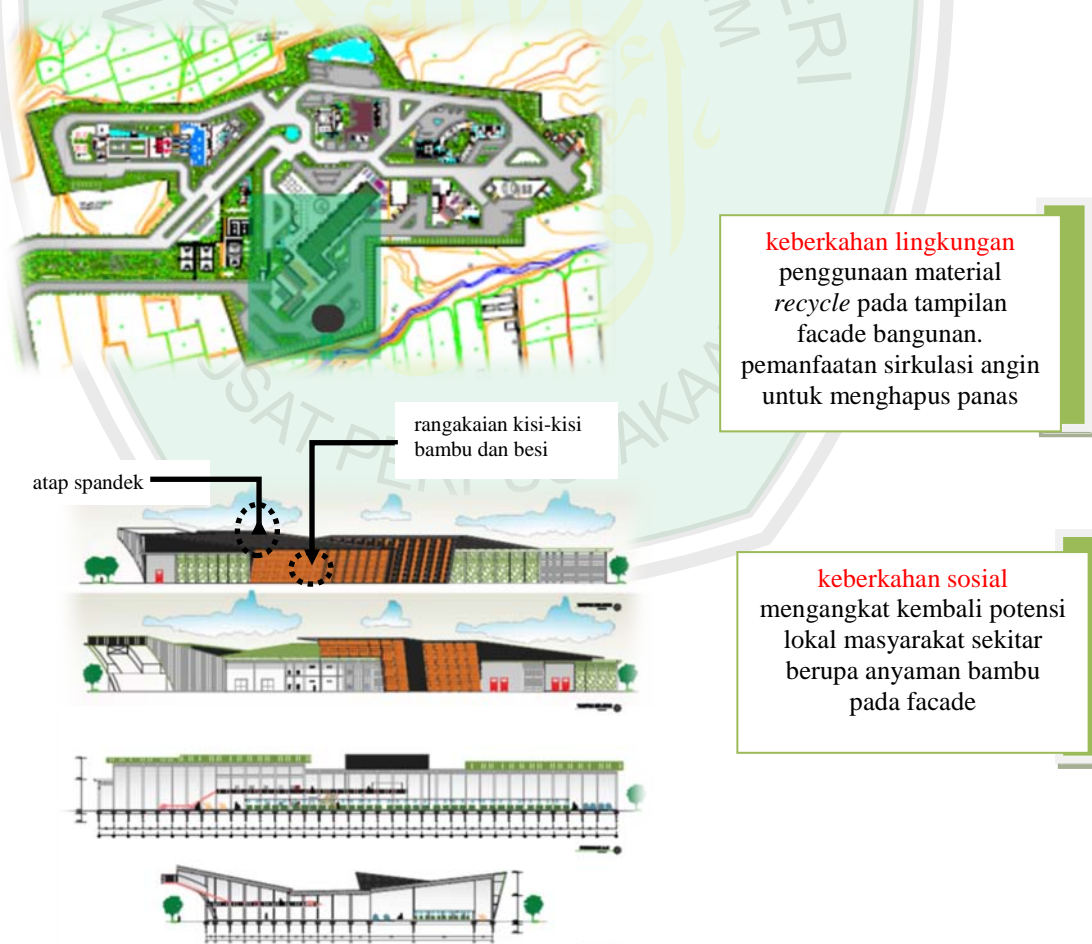 keberkahan lingkungan
penggunaan material
recycle pada tampilan
facade bangunan.
pemanfaatan sirkulasi angin
untuk menghapus panas
rangakaian kisi-kisi
bambu dan besi
atap spandek
keberkahan sosial
mengangkat kembali potensi
lokal masyarakat sekitar
berupa anyaman bambu
pada facade